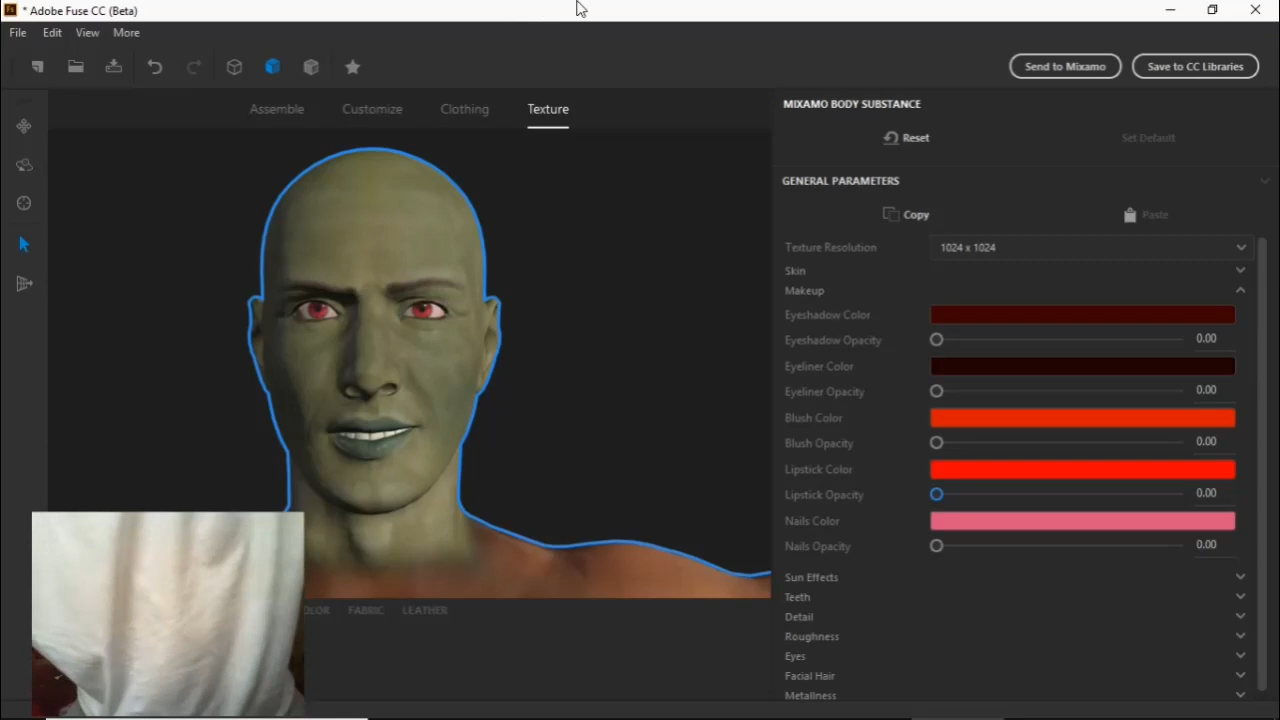 * Adobe Fuse CC (Beta)
File Edit View More
Send to Mixamo Save to CC Libraries
Assemble Customize Clothing Texture
MIXAMO BODY SUBSTANCE
Reset Set Default
GENERAL PARAMETERS
Copy Paste
Texture Resolution 1024 x 1024
Skin
Makeup
Eyeshadow Color
Eyeshadow Opacity 0.00
Eyeliner Color
Eyeliner Opacity 0.00
Blush Color
Blush Opacity 0.00
Lipstick Color
Lipstick Opacity 0.00
Nails Color
Nails Opacity 0.00
Sun Effects
Teeth
Detail
Roughness
Eyes
Facial Hair
Metallness
OLOR FABRIC LEATHER